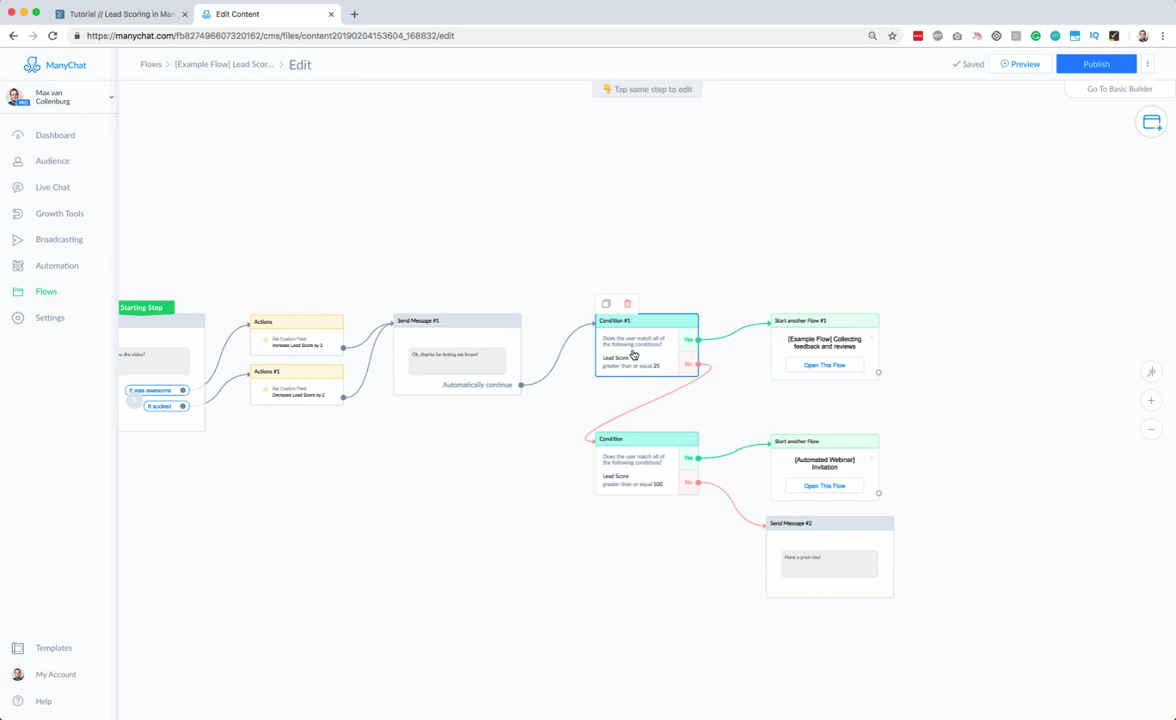 Tutorial // Lead Scoring in Man
Edit Content
https://manychat.com/fb827496607320162/cms/files/content20190204153604_168832/edit
ManyChat
Flows
[Example Flow] Lead Scor...
Edit
Saved
Preview
Publish
Max van
Collenburg
PRO
Tap some step to edit
Go To Basic Builder
Dashboard
Audience
Live Chat
Growth Tools
Broadcasting
Automation
Flows
Settings
Templates
My Account
Help
Starting Step
the video?
It was awesome
It sucked
Actions
Set Custom Field
Increase Lead Score by 2
Actions #1
Set Custom Field
Decrease Lead Score by 2
Send Message #1
Ok, thanks for letting we know!
Automatically continue
Condition #1
Does the user match all of
the following conditions?
Lead Score
greater than or equal 25
Yes
No
Start another Flow #1
[Example Flow] Collecting
feedback and reviews
Open This Flow
Condition
Does the user match all of
the following conditions?
Lead Score
greater than or equal 100
Yes
No
Start another Flow
[Automated Webinar]
Invitation
Open This Flow
Send Message #2
Have a great day!